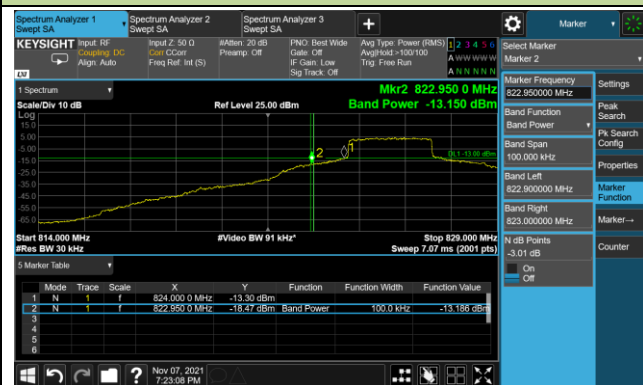 Spectrum Analyzer 1
Swept SA
Spectrum Analyzer 2
Swept SA
Spectrum Analyzer 3
Swept SA
+
Marker
KEYSIGHT
Input: RF
Coupling: DC
Align: Auto
Input Z: 50 Ω
Corr CCorr
Freq Ref: Int (S)
#Atten: 20 dB
Preamp: Off
PNO: Best Wide
Gate: Off
IF Gain: Low
Sig Track: Off
Avg Type: Power (RMS)
Avg|Hold:>100/100
Trig: Free Run
1 2 3 4 5 6
A W W W W W
A N N N N N
LXI
Select Marker
Marker 2
1 Spectrum
Scale/Div 10 dB
Ref Level 25.00 dBm
Mkr2 822.950 0 MHz
Band Power -13.150 dBm
Log
15.0
5.00
-5.00
-15.0
-25.0
-35.0
-45.0
-55.0
-65.0
2
1
DL1 -13.00 dBm
Start 814.000 MHz
#Res BW 30 kHz
#Video BW 91 kHz*
Stop 829.000 MHz
Sweep 7.07 ms (2001 pts)
Marker Frequency
822.950000 MHz
Band Function
Band Power
Band Span
100.000 kHz
Band Left
822.900000 MHz
Band Right
823.000000 MHz
N dB Points
-3.01 dB
On
Off
Settings
Peak
Search
Pk Search
Config
Properties
Marker
Function
Marker→
Counter
5 Marker Table
Mode Trace Scale X Y Function Function Width Function Value
1 N 1 f 824.000 0 MHz -13.30 dBm
2 N 1 f 822.950 0 MHz -18.47 dBm Band Power 100.0 kHz -13.186 dBm
3
4
5
6
?
Nov 07, 2021
7:23:08 PM